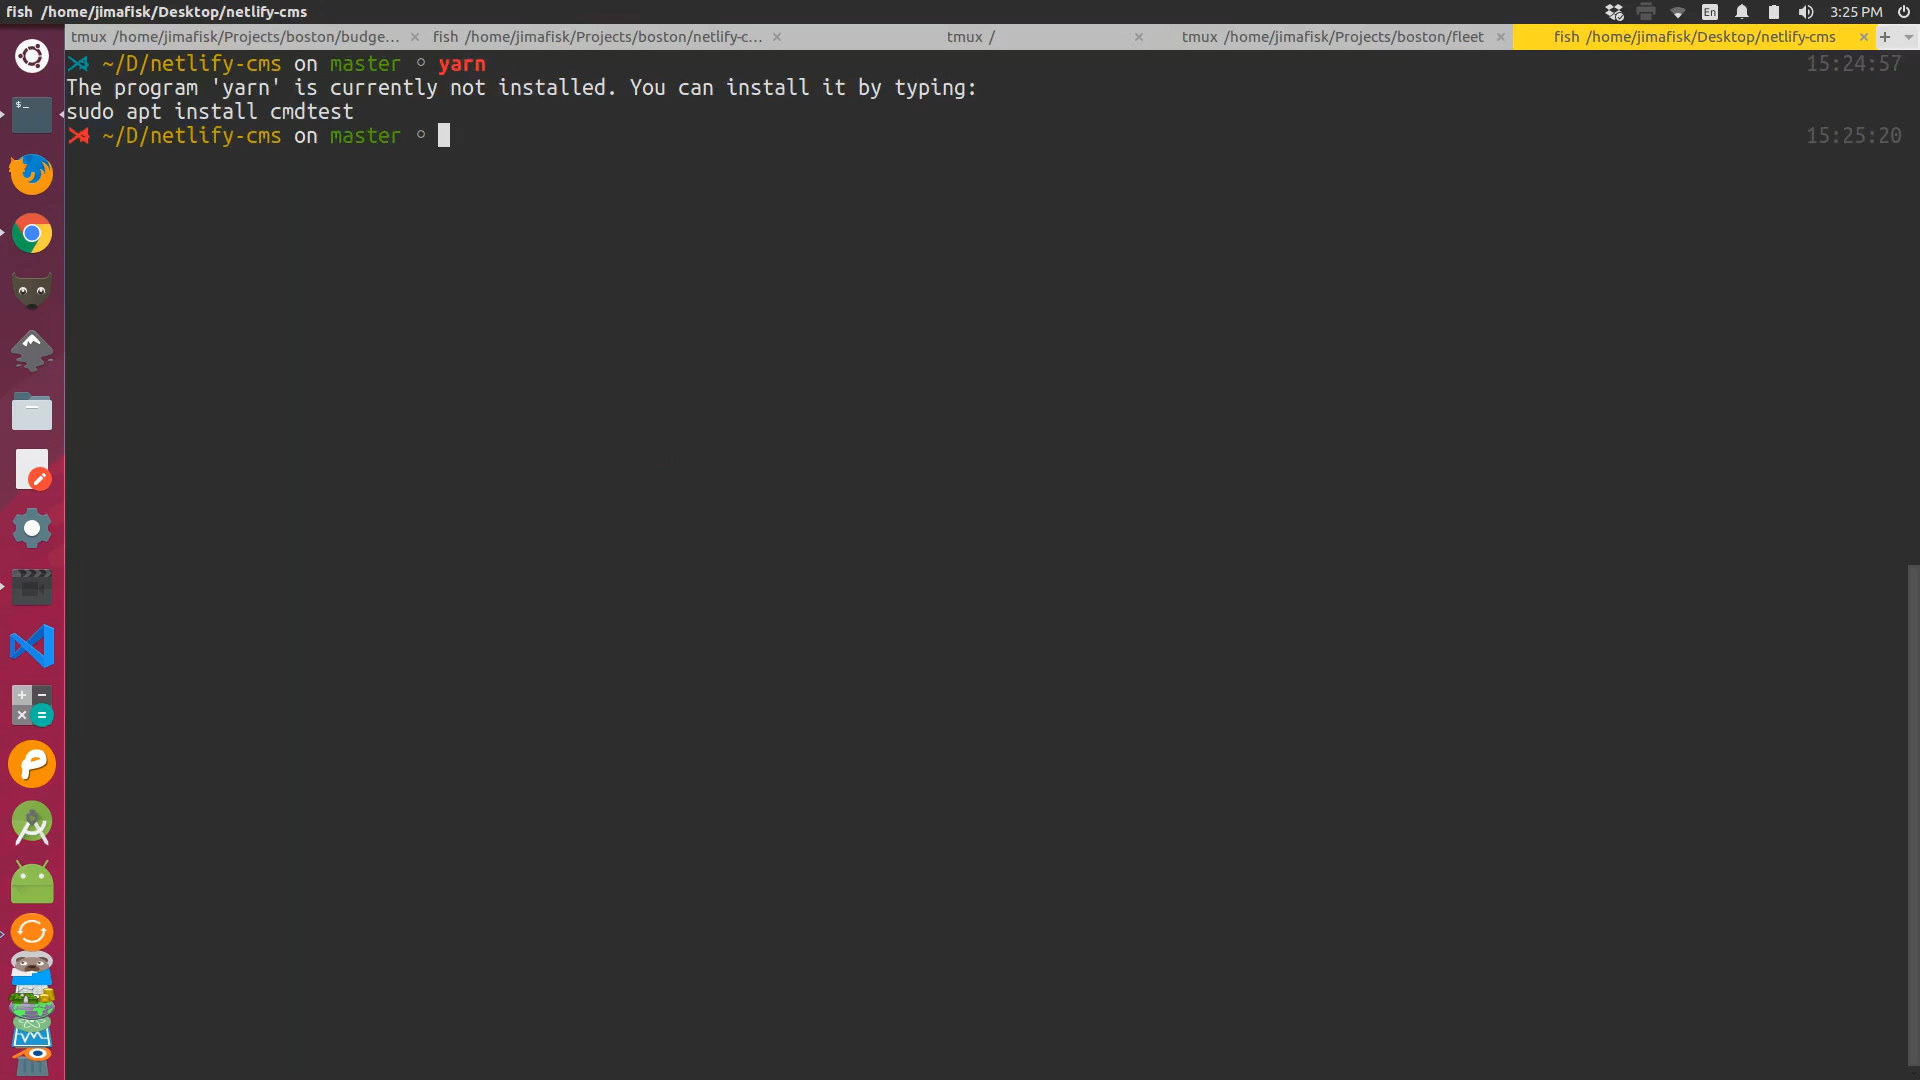 fish /home/jimafisk/Desktop/netlify-cms
En 3:25 PM
tmux /home/jimafisk/Projects/boston/budge... × fish /home/jimafisk/Projects/boston/netlify-c... × tmux / × tmux /home/jimafisk/Projects/boston/fleet × fish /home/jimafisk/Desktop/netlify-cms × +
~/D/netlify-cms on master ◦ yarn 15:24:57
The program 'yarn' is currently not installed. You can install it by typing:
sudo apt install cmdtest
~/D/netlify-cms on master ◦ 15:25:20